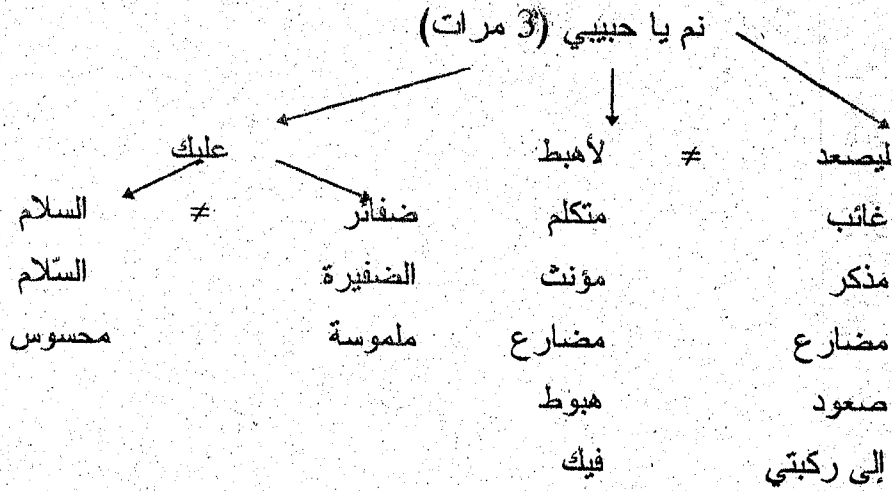 نم يا حبيبي (3 مرات)
ليصعد ≠ لأهبط عليك
غائب متكلم ضفائر ≠ السلام
مذكر مؤنث الضفيرة السّلام
مضارع مضارع ملموسة محسوس
صعود هبوط
إلى ركبتي فيك